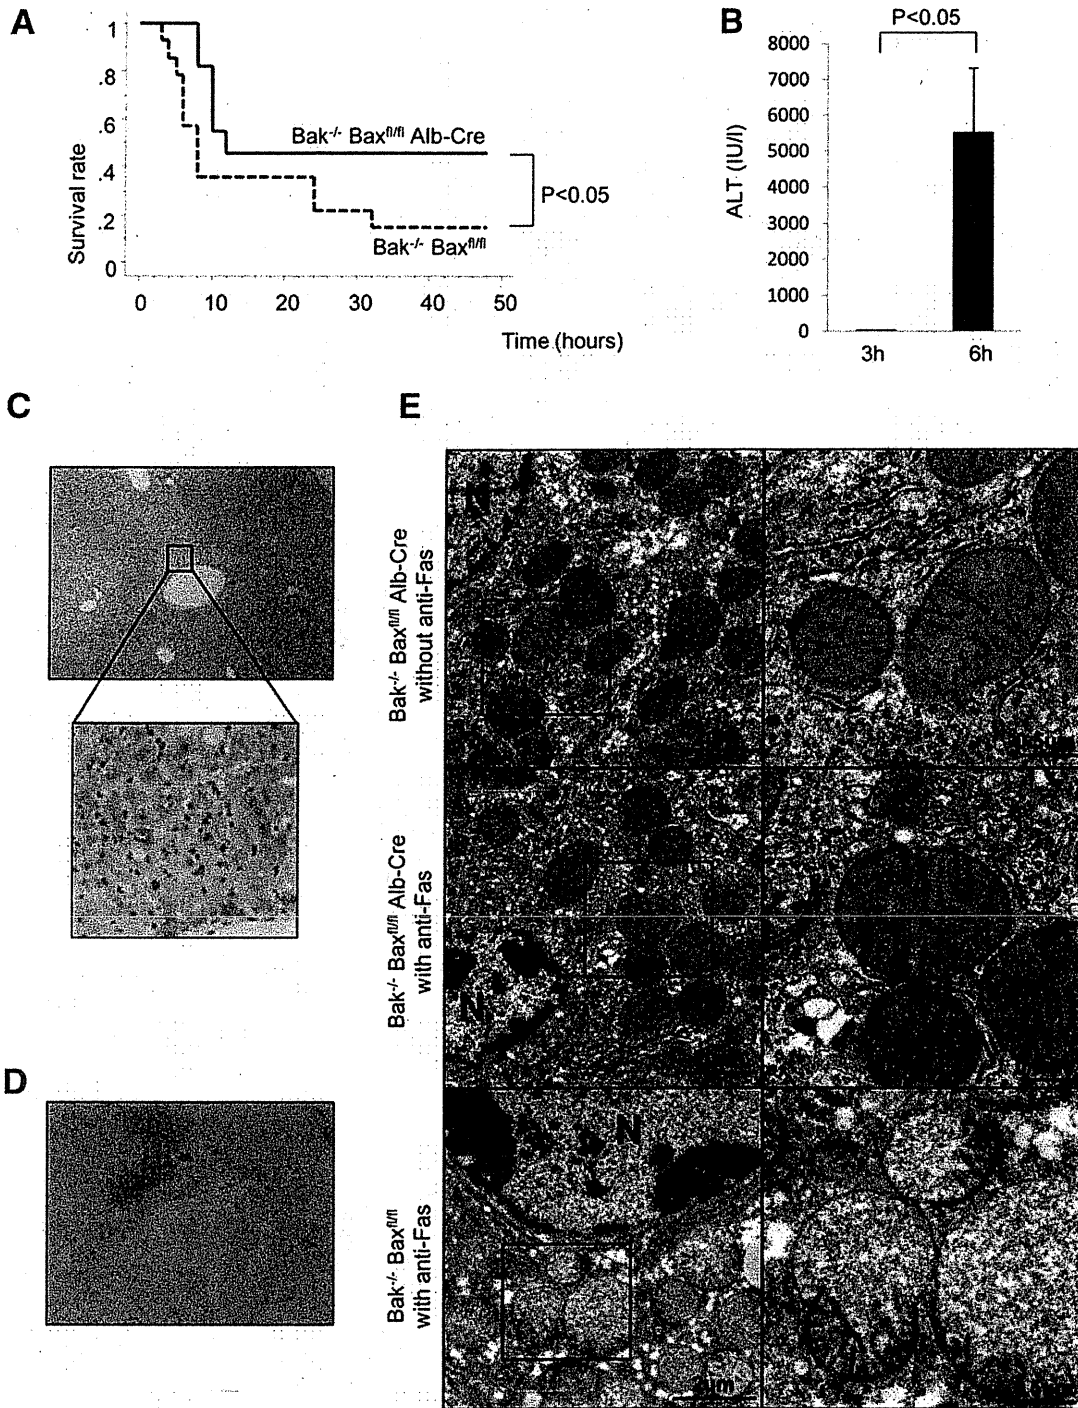 A
1
.8
.6
.4
.2
0
Survival rate
Bak-/- Baxfl/fl Alb-Cre
P<0.05
Bak-/- Baxfl/fl
0 10 20 30 40 50
Time (hours)
B
P<0.05
8000
7000
6000
5000
4000
3000
2000
1000
0
ALT (IU/l)
3h 6h
C
D
E
Bak-/- Baxfl/fl Alb-Cre
without anti-Fas
N
Bak-/- Baxfl/fl Alb-Cre
with anti-Fas
N
Bak-/- Baxfl/fl
with anti-Fas
N